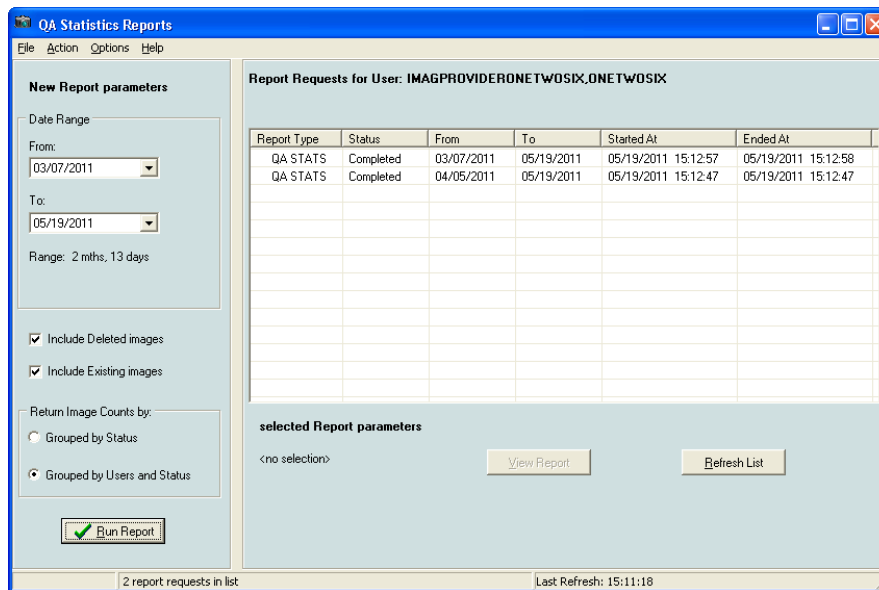 QA Statistics Reports
File Action Options Help
New Report parameters
Date Range
From:
03/07/2011
To:
05/19/2011
Range: 2 mths, 13 days
Include Deleted images
Include Existing images
Return Image Counts by:
Grouped by Status
Grouped by Users and Status
Run Report
Report Requests for User: IMAGPROVIDERONETWOSIX,ONETWOSIX
Report Type Status From To Started At Ended At
QA STATS Completed 03/07/2011 05/19/2011 05/19/2011 15:12:57 05/19/2011 15:12:58
QA STATS Completed 04/05/2011 05/19/2011 05/19/2011 15:12:47 05/19/2011 15:12:47
selected Report parameters
<no selection>
View Report
Refresh List
2 report requests in list
Last Refresh: 15:11:18